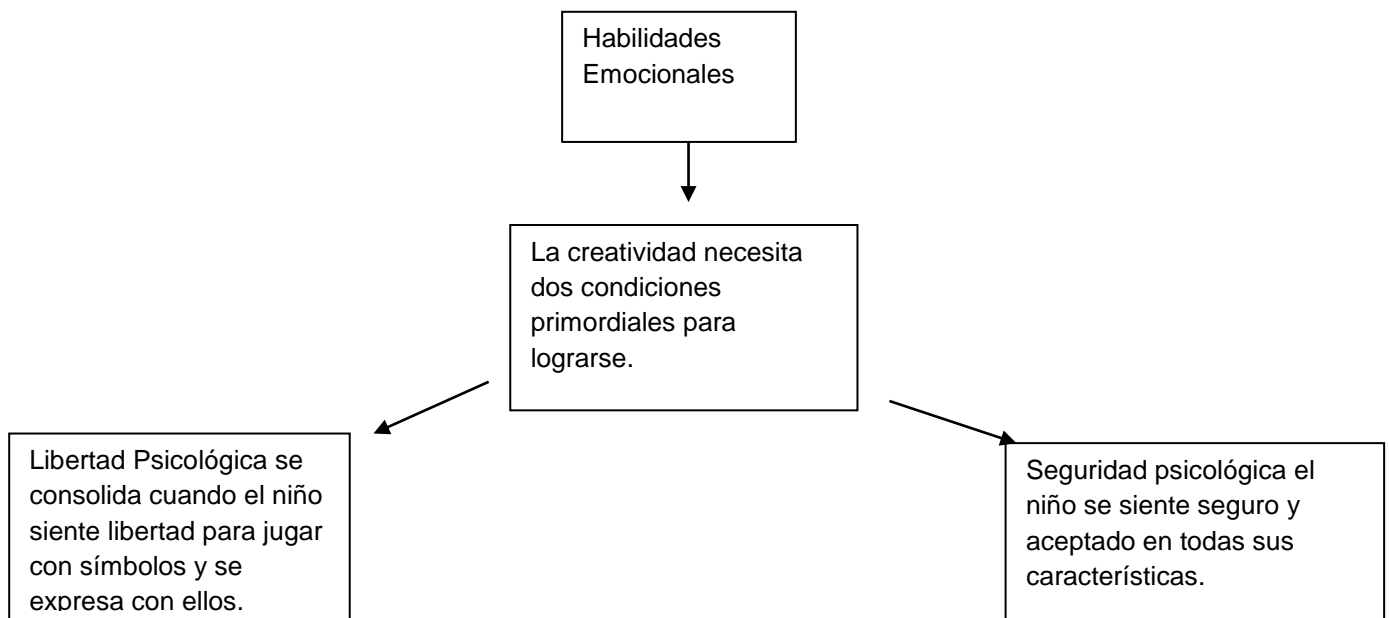 Habilidades
Emocionales
La creatividad necesita
dos condiciones
primordiales para
lograrse.
Libertad Psicológica se
consolida cuando el niño
siente libertad para jugar
con símbolos y se
expresa con ellos.
Seguridad psicológica el
niño se siente seguro y
aceptado en todas sus
características.